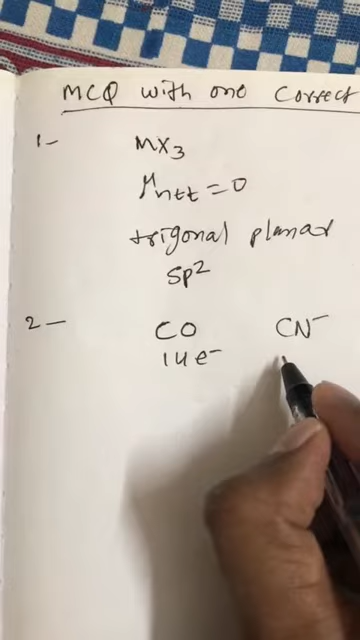 MCQ with one correct
1- MX3
μnet = 0
trigonal planar
sp²
2- CO CN⁻
14e⁻